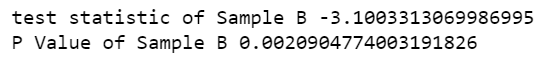 test statistic of Sample B -3.1003313069986995
P Value of Sample B 0.0020904774003191826